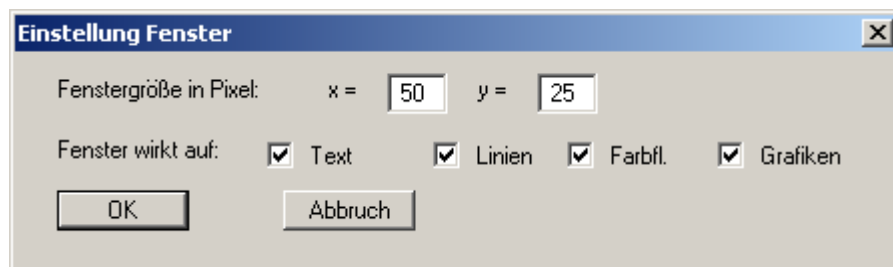 Einstellung Fenster
Fenstergröße in Pixel: x = 50 y = 25
Fenster wirkt auf: Text Linien Farbfl. Grafiken
OK Abbruch